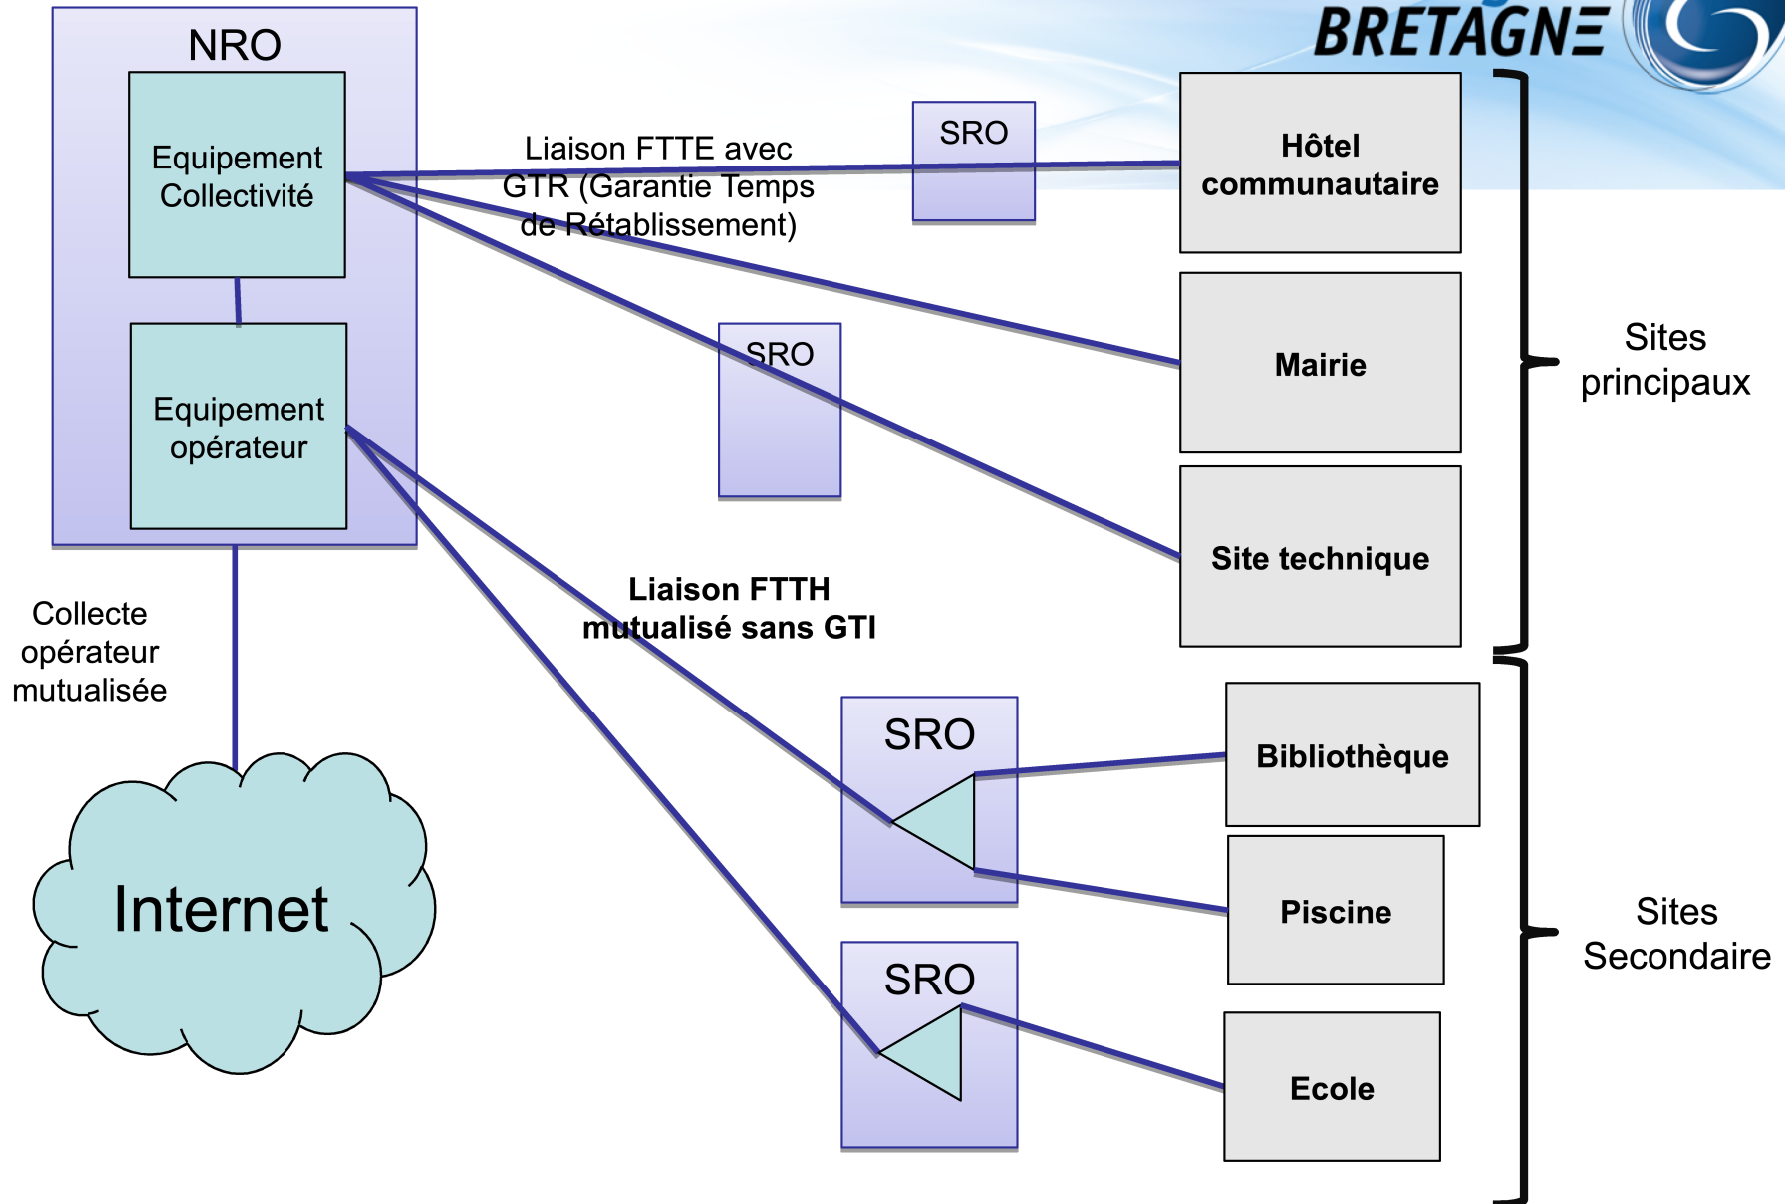 BRETAGNE
NRO
Equipement
Collectivité
Liaison FTTE avec
GTR (Garantie Temps
de Rétablissement)
SRO
Hôtel
communautaire
Mairie
Site technique
Sites
principaux
SRO
Equipement
opérateur
Liaison FTTH
mutualisé sans GTI
Collecte
opérateur
mutualisée
Internet
SRO
Bibliothèque
Piscine
SRO
Ecole
Sites
Secondaire